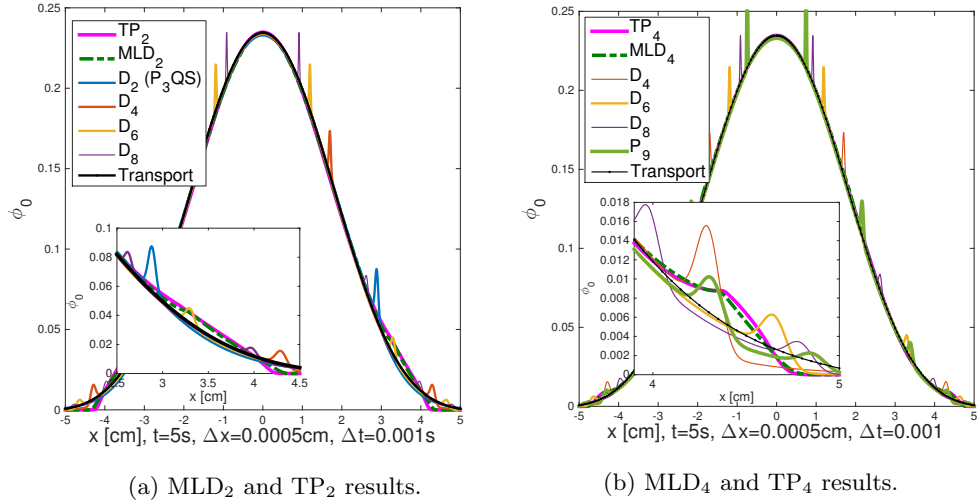 TP2
MLD2
D2 (P3QS)
D4
D6
D8
Transport
0.25
0.2
0.15
0.1
0.05
0
ϕ0
0.1
0.08
0.06
0.04
0.02
0
ϕ0
2.5 3 3.5 4 4.5
x [cm]
-5 -4 -3 -2 -1 0 1 2 3 4 5
x [cm], t=5s, Δx=0.0005cm, Δt=0.001s
(a) MLD2 and TP2 results.
TP4
MLD4
D4
D6
D8
P9
Transport
0.25
0.2
0.15
0.1
0.05
0
ϕ0
0.018
0.016
0.014
0.012
0.010
0.008
0.006
0.004
0.002
0.000
ϕ0
4 5
x [cm]
-5 -4 -3 -2 -1 0 1 2 3 4 5
x [cm], t=5s, Δx=0.0005cm, Δt=0.001
(b) MLD4 and TP4 results.